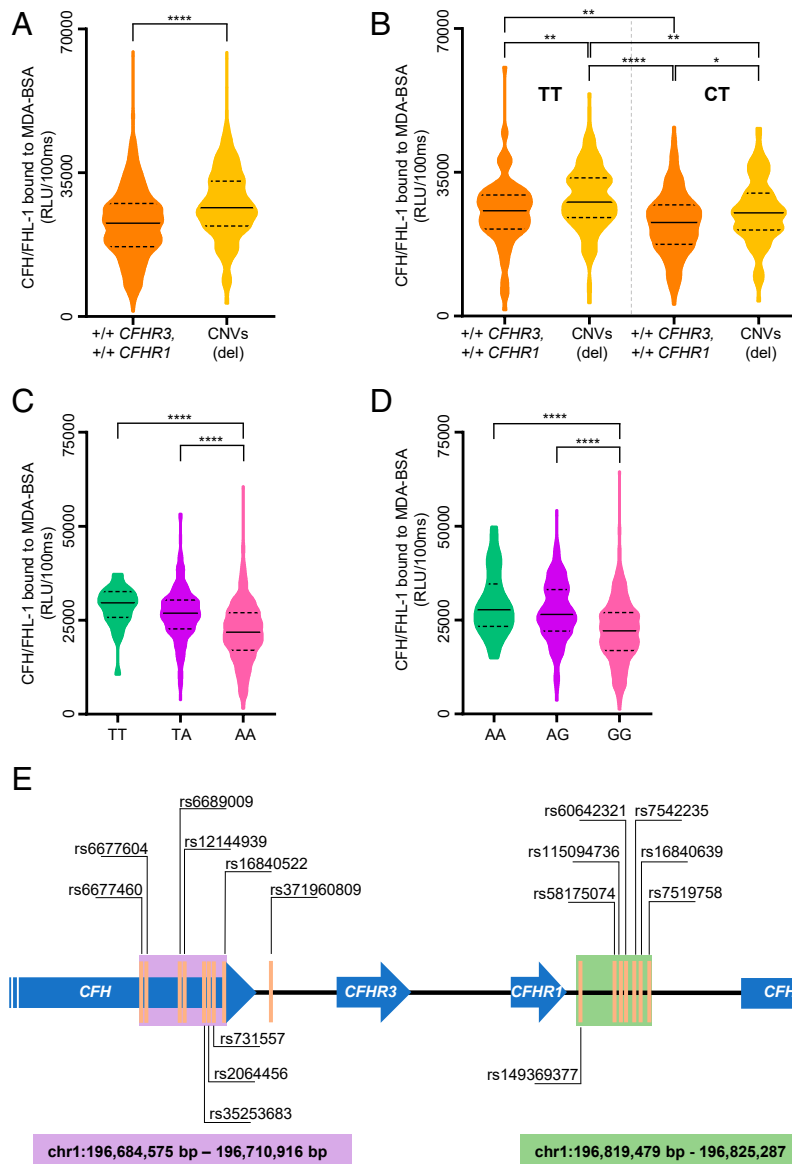 A
CFH/FHL-1 bound to MDA-BSA
(RLU/100ms)
70000
35000
0
****
+/+ CFHR3,
+/+ CFHR1
CNVs
(del)
B
CFH/FHL-1 bound to MDA-BSA
(RLU/100ms)
70000
35000
0
**
** **
**** *
TT CT
+/+ CFHR3,
+/+ CFHR1
CNVs
(del)
+/+ CFHR3,
+/+ CFHR1
CNVs
(del)
C
CFH/FHL-1 bound to MDA-BSA
(RLU/100ms)
75000
50000
25000
0
****
****
TT TA AA
D
CFH/FHL-1 bound to MDA-BSA
(RLU/100ms)
75000
50000
25000
0
****
****
AA AG GG
E
rs6689009
rs6677604 rs12144939
rs6677460 rs16840522
rs371960809
rs60642321 rs7542235
rs115094736 rs16840639
rs58175074 rs7519758
CFH CFHR3 CFHR1 CFH
rs731557
rs2064456
rs35253683
rs149369377
chr1:196,684,575 bp – 196,710,916 bp
chr1:196,819,479 bp - 196,825,287